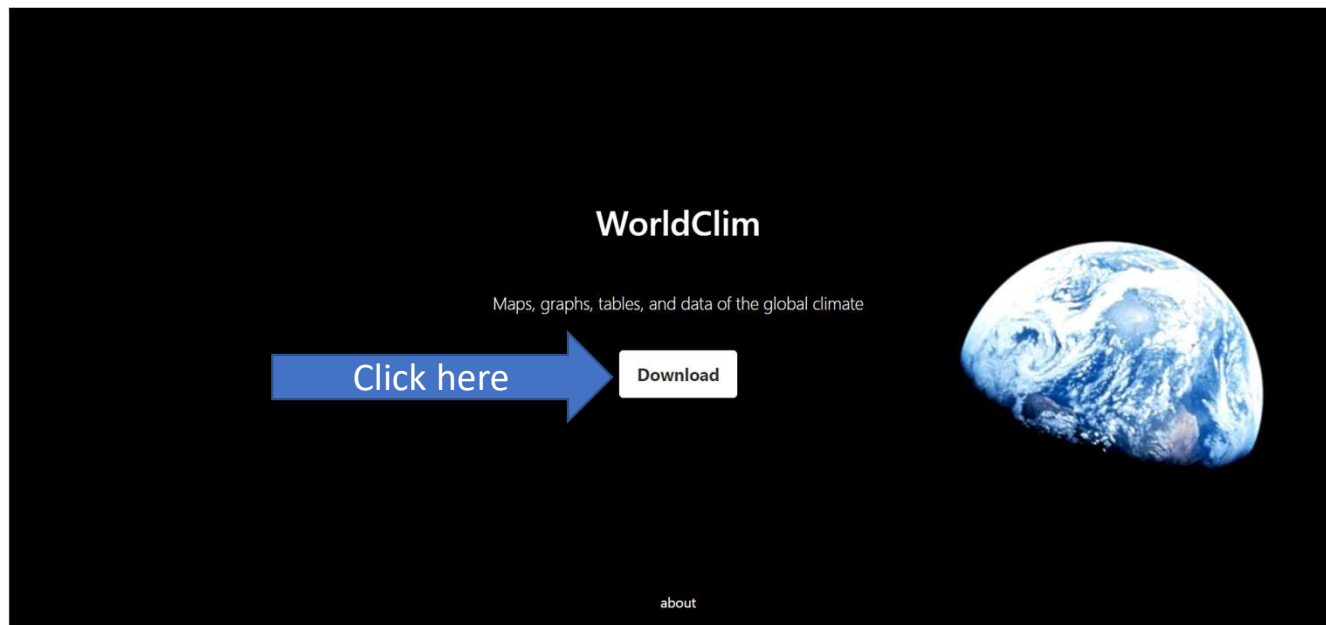 WorldClim
Maps, graphs, tables, and data of the global climate
Click here
Download
about